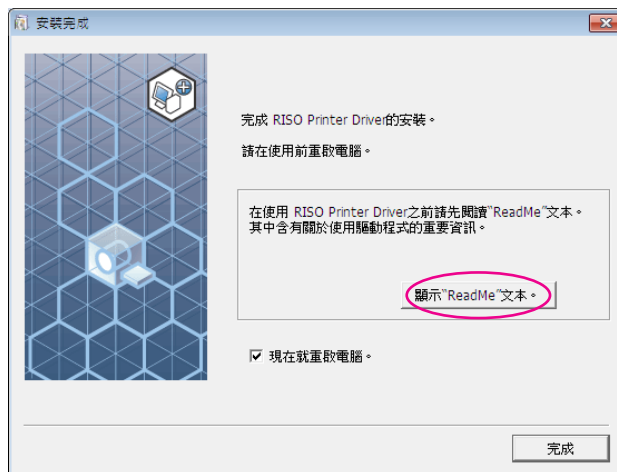 安裝完成
完成 RISO Printer Driver的安裝。
請在使用前重啟電腦。
在使用 RISO Printer Driver之前請先閱讀"ReadMe"文本。
其中含有關於使用驅動程式的重要資訊。
顯示"ReadMe"文本。
現在就重啟電腦。
完成